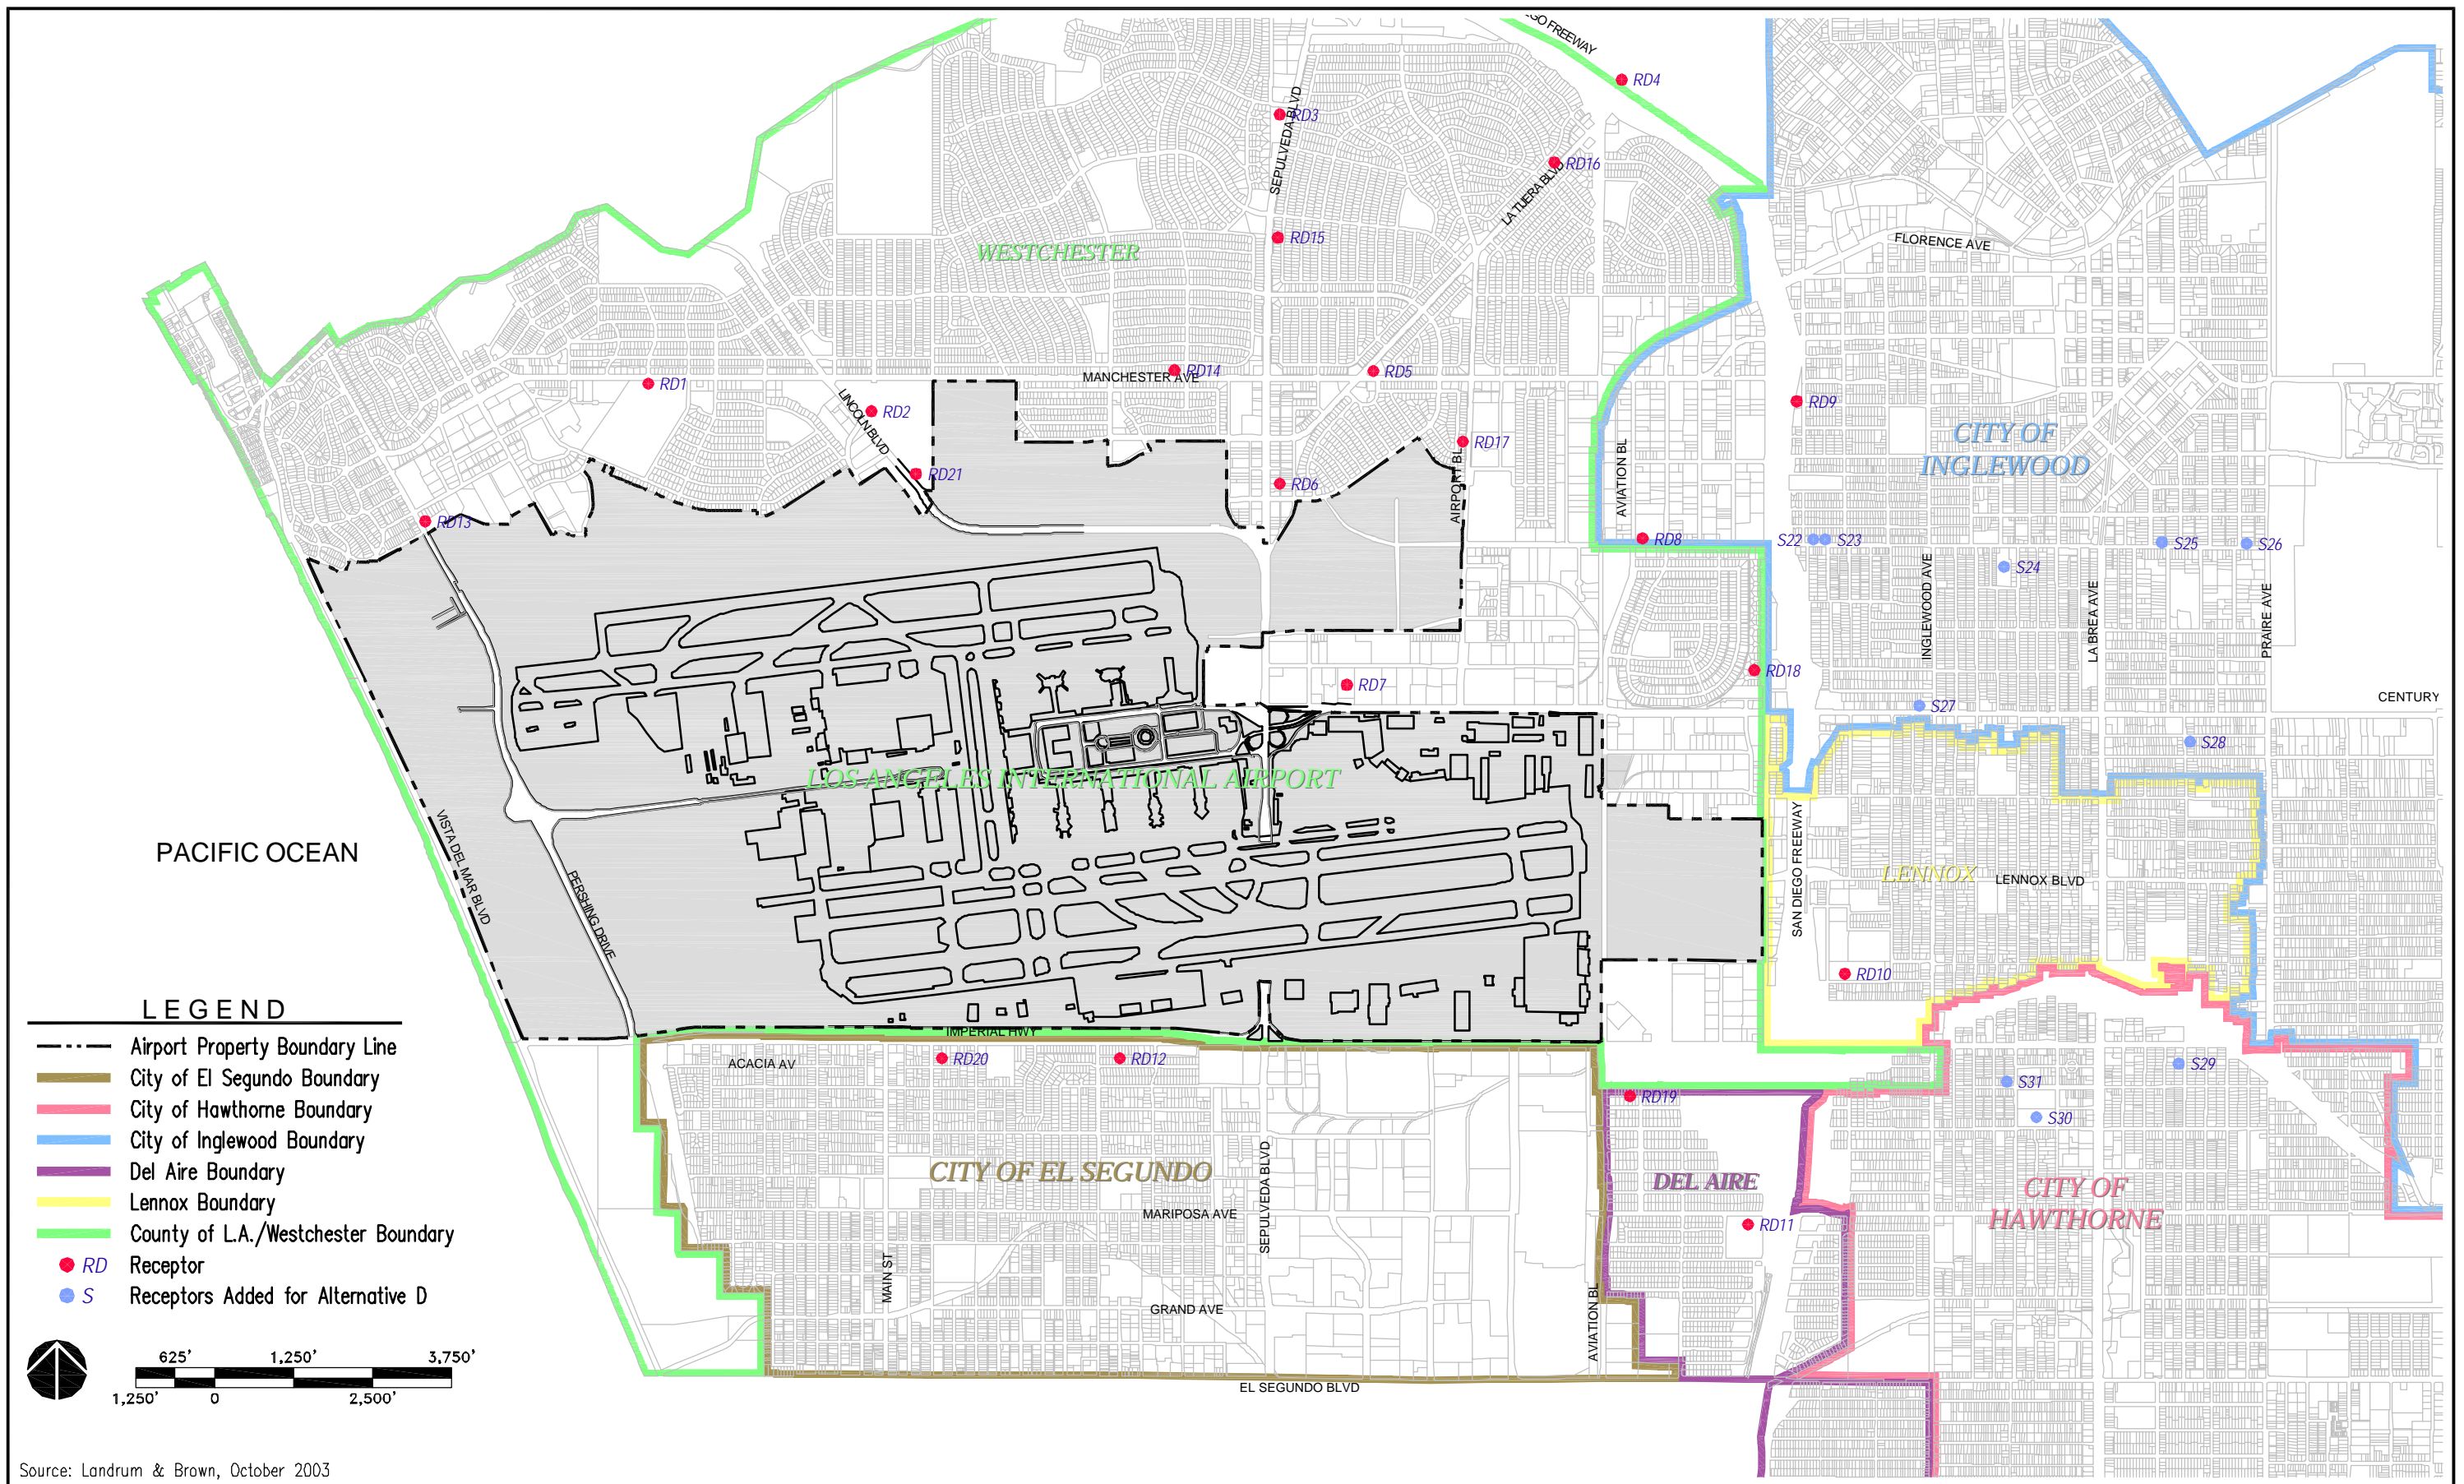 GO FREEWAY
RD4
RD3
SEPULVEDA BLVD
RD16
LA TIJERA BLVD
RD15
WESTCHESTER
FLORENCE AVE
RD14
MANCHESTER AVE
RD5
RD1
RD2
LINCOLN BLVD
RD9
CITY OF
INGLEWOOD
RD17
RD21
RD6
AIRPORT BL
AVIATION BL
RD13
RD8
S22
S23
S25
S26
S24
INGLEWOOD AVE
LA BREA AVE
PRAIRE AVE
RD18
RD7
CENTURY
S27
S28
LOS ANGELES INTERNATIONAL AIRPORT
PACIFIC OCEAN
VISTA DEL MAR BLVD
PERSHING DRIVE
SAN DIEGO FREEWAY
LENNOX
LENNOX BLVD
RD10
IMPERIAL HWY
ACACIA AV
RD20
RD12
S29
S31
RD19
S30
CITY OF EL SEGUNDO
SEPULVEDA BLVD
DEL AIRE
CITY OF
HAWTHORNE
MARIPOSA AVE
RD11
MAIN ST
GRAND AVE
AVIATION BL
EL SEGUNDO BLVD
LEGEND
Airport Property Boundary Line
City of El Segundo Boundary
City of Hawthorne Boundary
City of Inglewood Boundary
Del Aire Boundary
Lennox Boundary
County of L.A./Westchester Boundary
RD Receptor
S Receptors Added for Alternative D
625' 1,250' 3,750'
1,250' 0 2,500'
Source: Landrum & Brown, October 2003